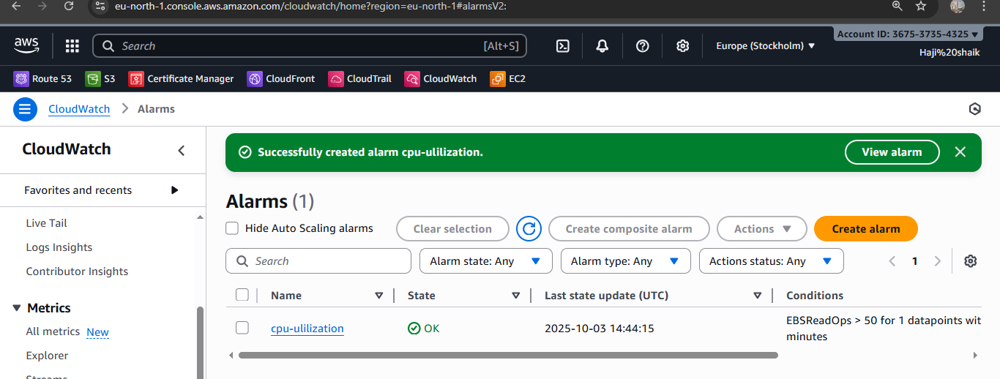 eu-north-1.console.aws.amazon.com/cloudwatch/home?region=eu-north-1#alarmsV2:
aws
Search [Alt+S]
Europe (Stockholm)
Account ID: 3675-3735-4325
Haji%20shaik
Route 53 S3 Certificate Manager CloudFront CloudTrail CloudWatch EC2
CloudWatch > Alarms
CloudWatch
Favorites and recents
Live Tail
Logs Insights
Contributor Insights
Metrics
All metrics New
Explorer
Streams
Successfully created alarm cpu-ulilization. View alarm
Alarms (1)
Hide Auto Scaling alarms Clear selection Create composite alarm Actions Create alarm
Search Alarm state: Any Alarm type: Any Actions status: Any 1
Name State Last state update (UTC) Conditions
cpu-ulilization OK 2025-10-03 14:44:15 EBSReadOps > 50 for 1 datapoints wit
minutes